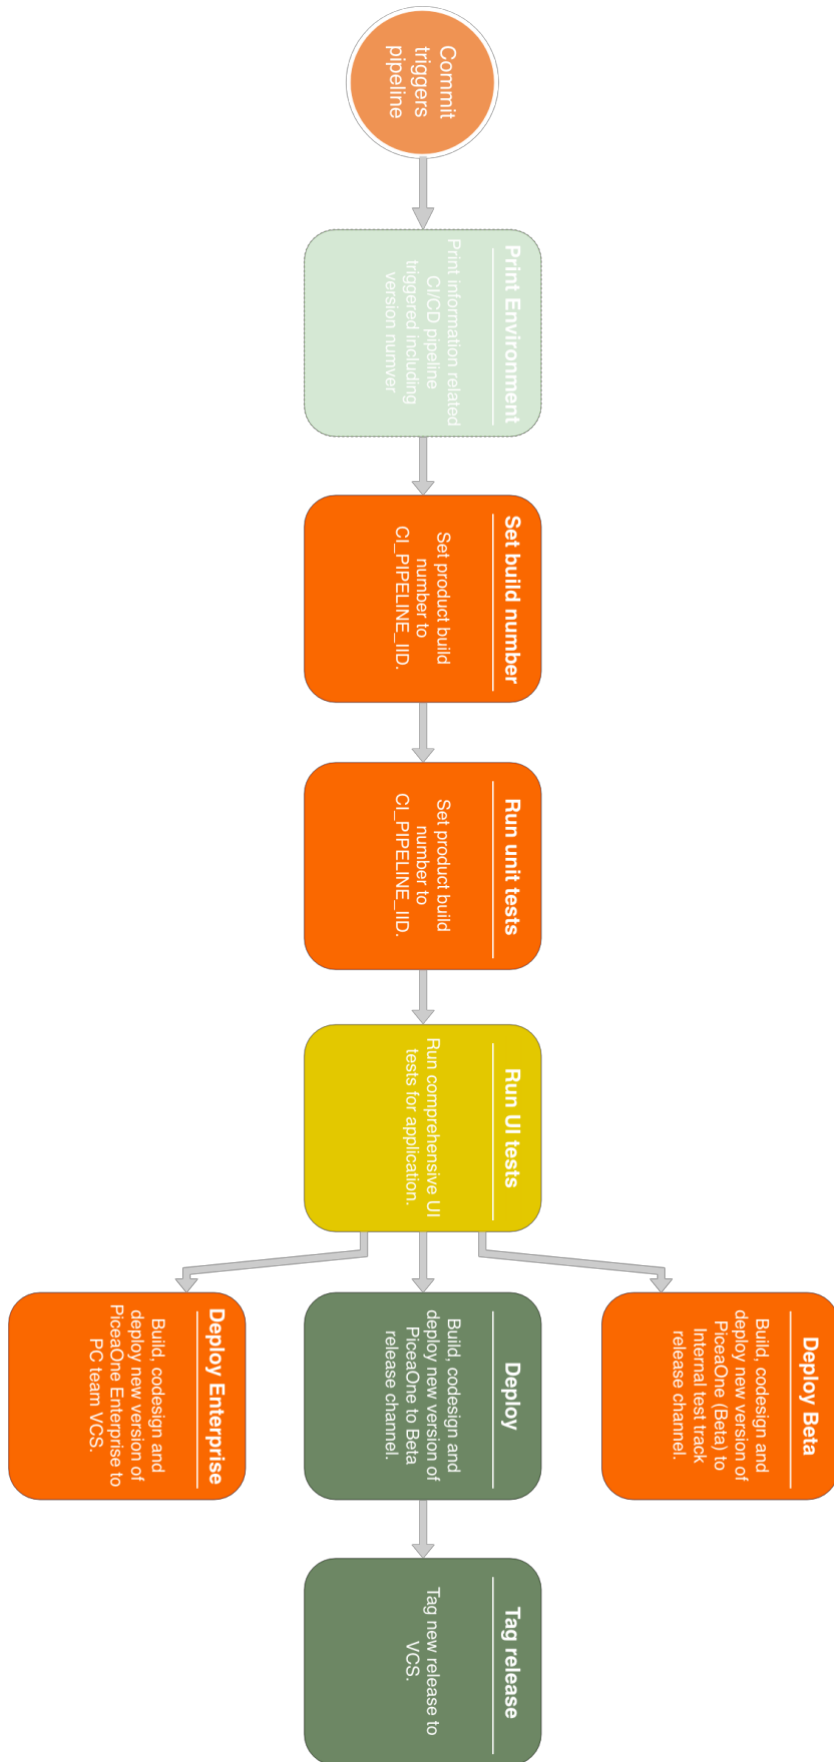 Commit
triggers
pipeline
Print Environment
Print information related
CI/CD pipeline
triggered including
version numver
Set build number
Set product build
number to
CI_PIPELINE_IID.
Run unit tests
Set product build
number to
CI_PIPELINE_IID.
Run UI tests
Run comprehensive UI
tests for application.
Deploy Beta
Build, codesign and
deploy new version of
PiceaOne (Beta) to
Internal test track
release channel.
Deploy
Build, codesign and
deploy new version of
PiceaOne to Beta
release channel.
Deploy Enterprise
Build, codesign and
deploy new version of
PiceaOne Enterprise to
PC team VCS.
Tag release
Tag new release to
VCS.